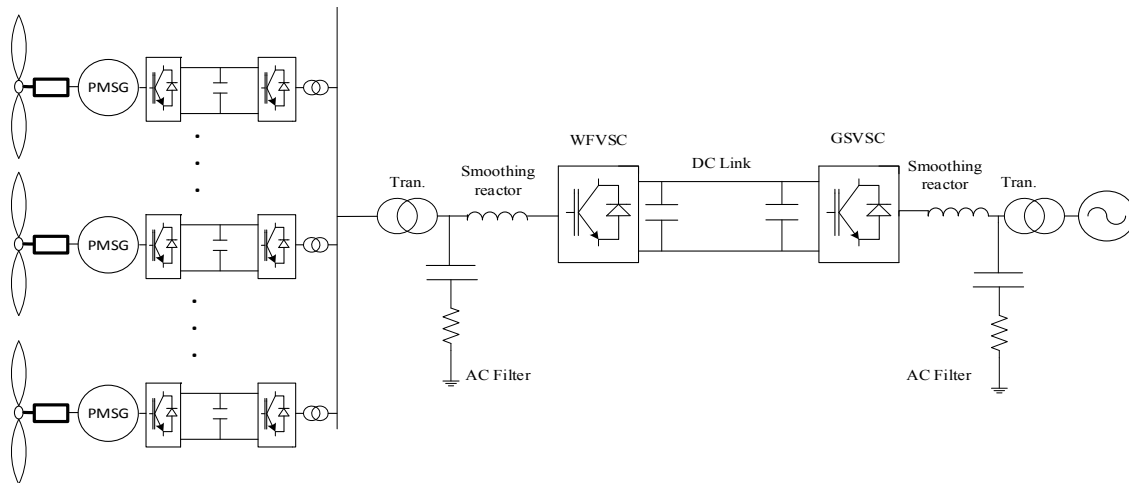 PMSG
PMSG
PMSG
Tran.
Smoothing
reactor
AC Filter
WFVSC
DC Link
GSVSC
Smoothing
reactor
Tran.
AC Filter